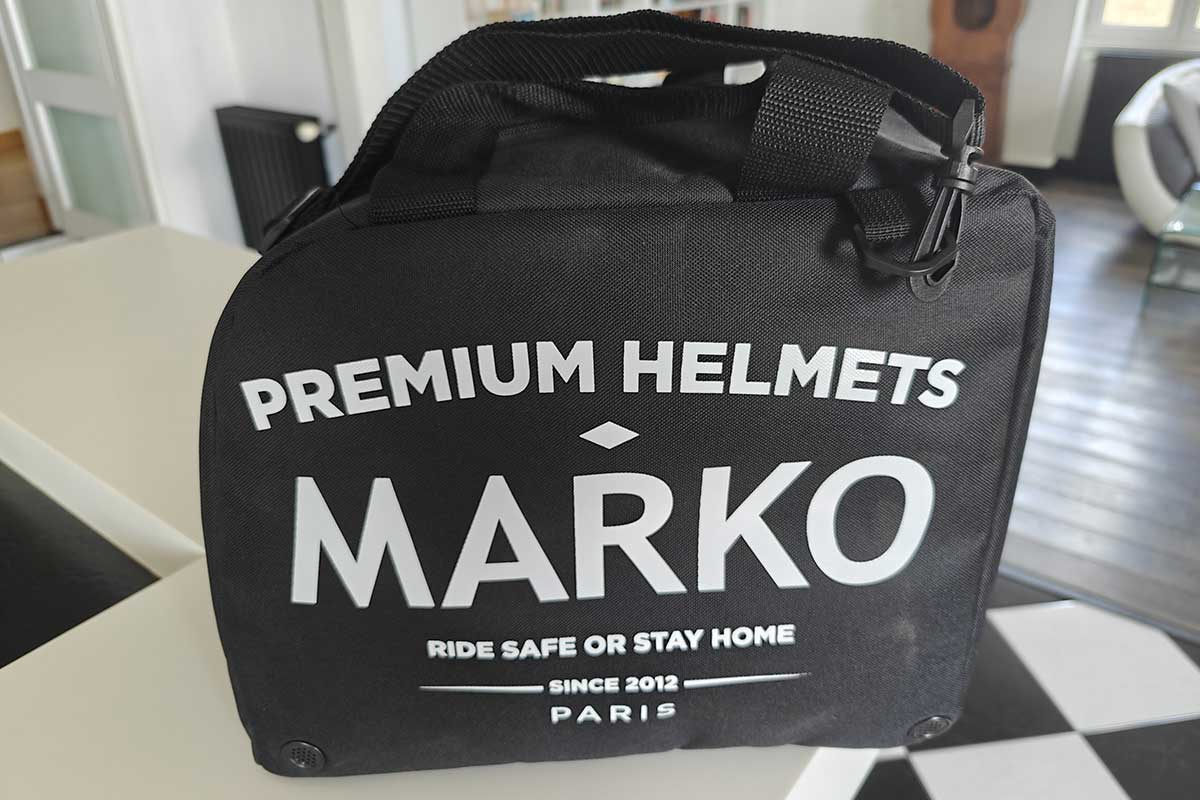 PREMIUM HELMETS
MARKO
RIDE SAFE OR STAY HOME
SINCE 2012
PARIS